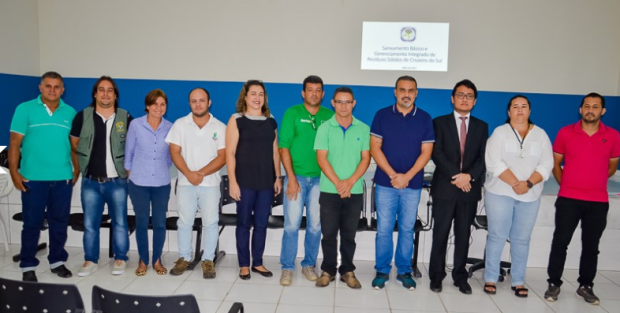 Saneamento Básico e
Gerenciamento Integrado de
Resíduos Sólidos de Cruzeiro do Sul